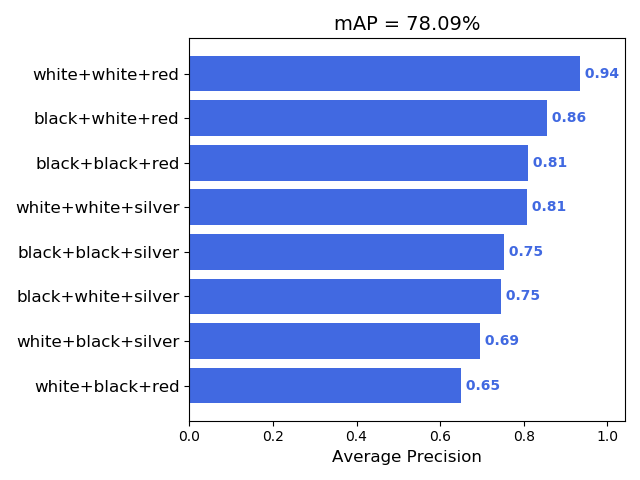 mAP = 78.09%
white+white+red 0.94
black+white+red 0.86
black+black+red 0.81
white+white+silver 0.81
black+black+silver 0.75
black+white+silver 0.75
white+black+silver 0.69
white+black+red 0.65
0.0 0.2 0.4 0.6 0.8 1.0
Average Precision